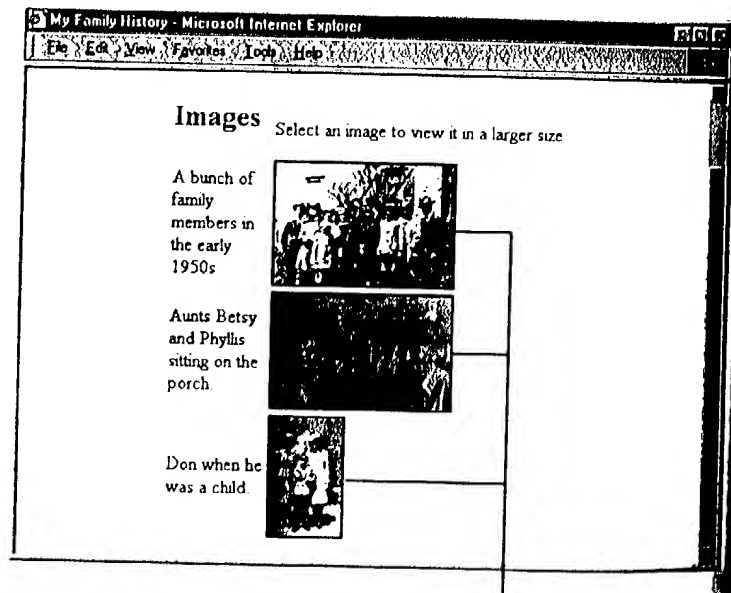 My Family History - Microsoft Internet Explorer
File Edit View Favorites Tools Help
Images
Select an image to view it in a larger size
A bunch of
family
members in
the early
1950s
Aunts Betsy
and Phyllis
sitting on the
porch.
Don when he
was a child.